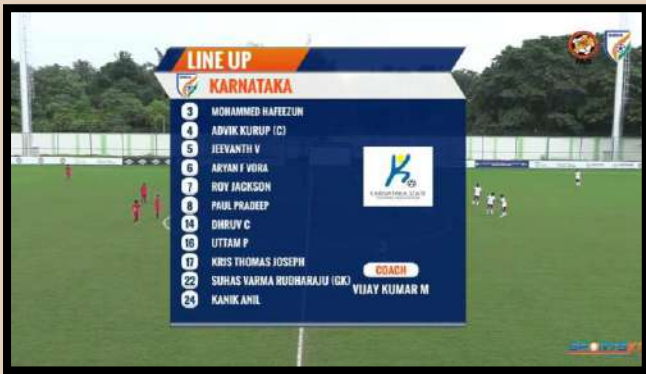 LINE UP
KARNATAKA
3 MOHAMMED HAFEEZUN
4 ADVIK KURUP (C)
5 JEEVANTH V
6 ARYAN F VORA
7 ROY JACKSON
8 PAUL PRADEEP
14 DHRUV C
16 UTTAM P
17 KRIS THOMAS JOSEPH
22 SUHAS VARMA RUDHARAJU (GK)
24 KANIK ANIL
KARNATAKA STATE
COACH
VIJAY KUMAR M